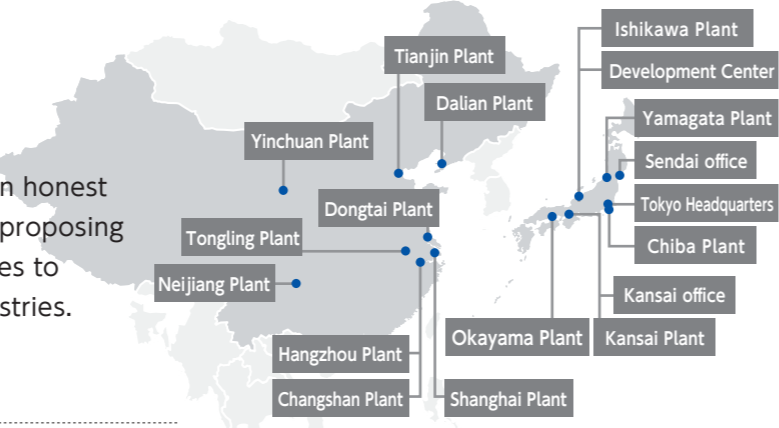 n honest
proposing
es to
stries.
Tianjin Plant
Dalian Plant
Yinchuan Plant
Dongtai Plant
Tongling Plant
Neijiang Plant
Hangzhou Plant
Changshan Plant
Shanghai Plant
Ishikawa Plant
Development Center
Yamagata Plant
Sendai office
Tokyo Headquarters
Chiba Plant
Kansai office
Okayama Plant
Kansai Plant